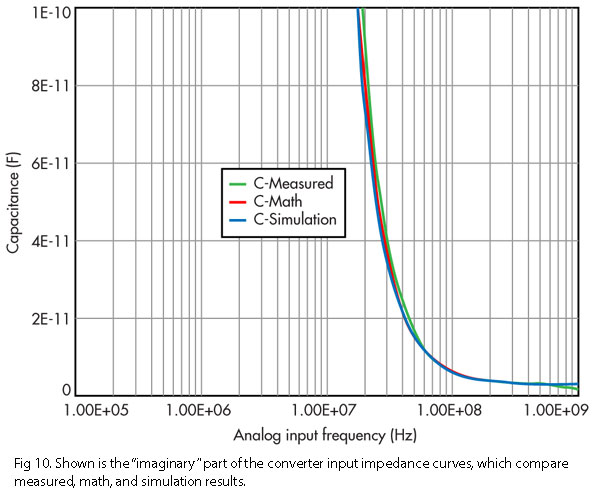 1E-10
8E-11
6E-11
4E-11
2E-11
0
Capacitance (F)
C-Measured
C-Math
C-Simulation
1.00E+05 1.00E+06 1.00E+07 1.00E+08 1.00E+09
Analog input frequency (Hz)
Fig 10. Shown is the “imaginary” part of the converter input impedance curves, which compare
measured, math, and simulation results.